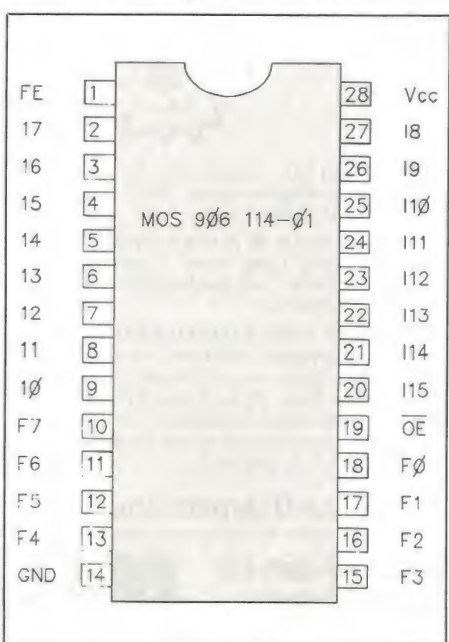 FE 1 28 Vcc
17 2 27 I8
16 3 26 I9
15 4 25 I1Ø
MOS 9Ø6 114-Ø1
14 5 24 I11
13 6 23 I12
12 7 22 I13
11 8 21 I14
1Ø 9 20 I15
F7 10 19 O̅E̅
F6 11 18 FØ
F5 12 17 F1
F4 13 16 F2
GND 14 15 F3